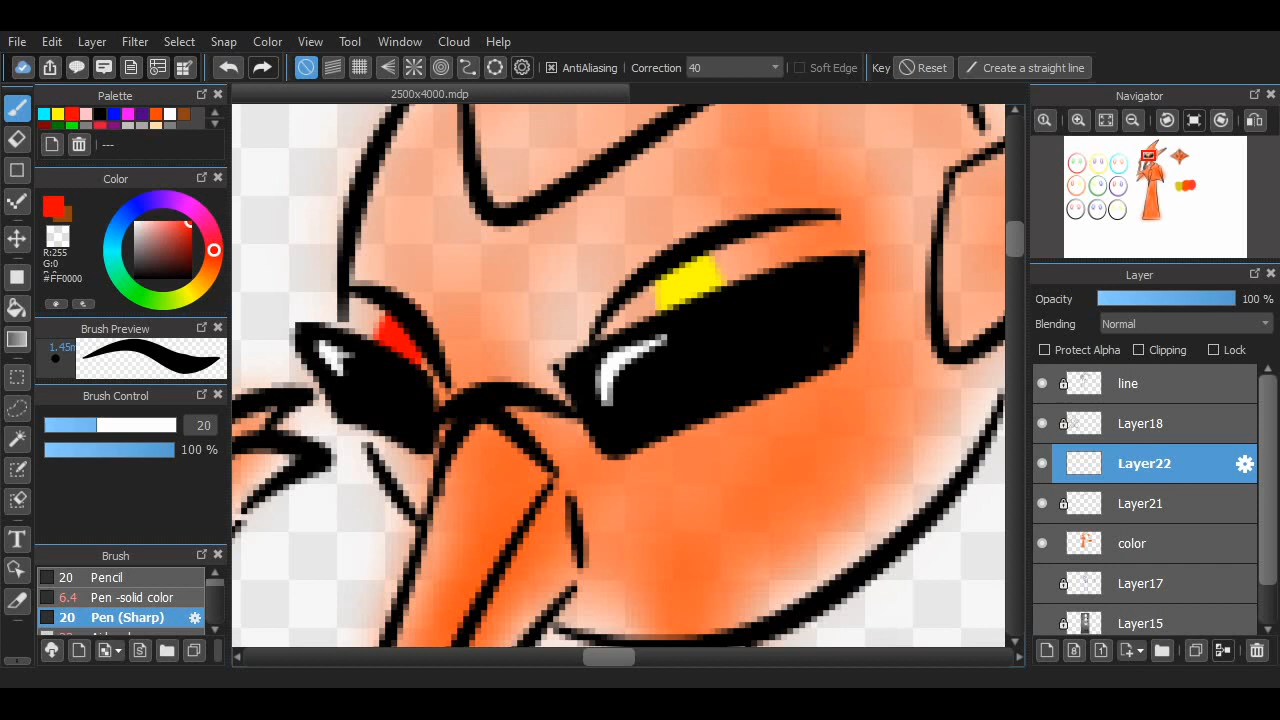 File Edit Layer Filter Select Snap Color View Tool Window Cloud Help
AntiAliasing Correction 40 Soft Edge Key Reset Create a straight line
Palette
2500x4000.mdp
Navigator
---
Color
R:255
G:0
#FF0000
Brush Preview
Brush Control
20
100 %
Brush
20 Pencil
6.4 Pen -solid color
20 Pen (Sharp)
T
Layer
Opacity 100 %
Blending Normal
Protect Alpha Clipping Lock
line
Layer18
Layer22
Layer21
color
Layer17
Layer15